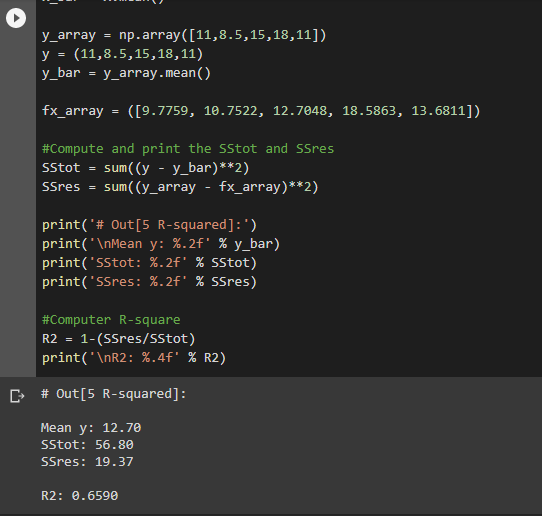 y_array = np.array([11,8.5,15,18,11])
y = (11,8.5,15,18,11)
y_bar = y_array.mean()
fx_array = ([9.7759, 10.7522, 12.7048, 18.5863, 13.6811])
#Compute and print the SStot and SSres
SStot = sum((y - y_bar)**2)
SSres = sum((y_array - fx_array)**2)
print('# Out[5 R-squared]:')
print('\nMean y: %.2f' % y_bar)
print('SStot: %.2f' % SStot)
print('SSres: %.2f' % SSres)
#Computer R-square
R2 = 1-(SSres/SStot)
print('\nR2: %.4f' % R2)
# Out[5 R-squared]:
Mean y: 12.70
SStot: 56.80
SSres: 19.37
R2: 0.6590